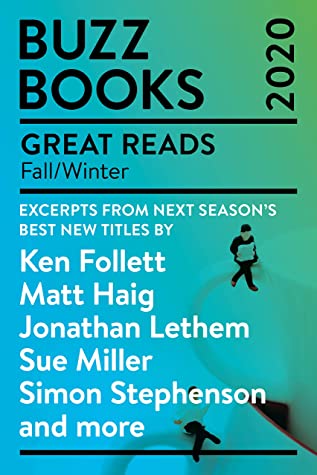 BUZZ
BOOKS
2020
GREAT READS
Fall/Winter
EXCERPTS FROM NEXT SEASON'S
BEST NEW TITLES BY
Ken Follett
Matt Haig
Jonathan Lethem
Sue Miller
Simon Stephenson
and more